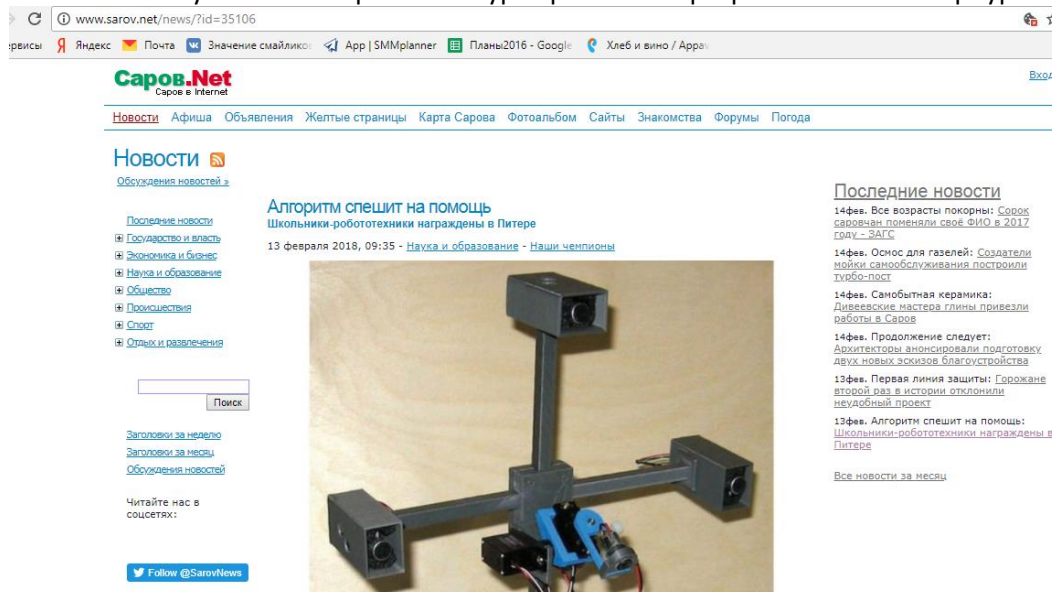 www.sarov.net/news/?id=35106
Яндекс
Почта
Значение смайлико
App | SMMplanner
Планы2016 - Google
Хлеб и вино / Appa
Саров.Net
Саров в Internet
Вход
Новости Афиша Объявления Желтые страницы Карта Сарова Фотоальбом Сайты Знакомства Форумы Погода
Новости
Обсуждения новостей »
Последние новости
Государство и власть
Экономика и бизнес
Наука и образование
Общество
Происшествия
Спорт
Отдых и развлечения
Поиск
Заголовки за неделю
Заголовки за месяц
Обсуждения новостей
Читайте нас в
соцсетях:
Follow @SarovNews
Алгоритм спешит на помощь
Школьники-робототехники награждены в Питере
13 февраля 2018, 09:35 - Наука и образование - Наши чемпионы
Последние новости
14фев. Все возрасты покорны: Сорок
саровчан поменяли своё ФИО в 2017
году - ЗАГС
14фев. Осмос для газелей: Создатели
мойки самообслуживания построили
турбо-пост
14фев. Самобытная керамика:
Дивеевские мастера глины привезли
работы в Саров
14фев. Продолжение следует:
Архитекторы анонсировали подготовку
двух новых эскизов благоустройства
13фев. Первая линия защиты: Горожане
второй раз в истории отклонили
неудобный проект
13фев. Алгоритм спешит на помощь:
Школьники-робототехники награждены в
Питере
Все новости за месяц